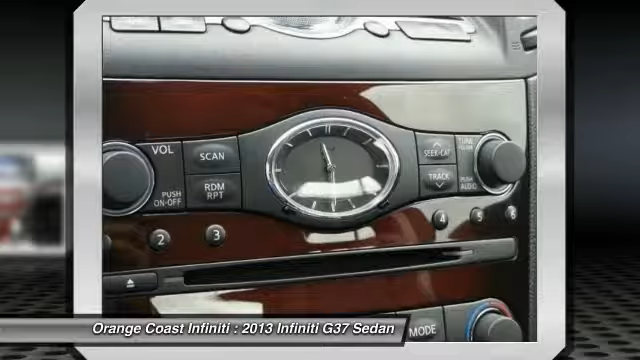 VOL
SCAN
SEEK·CAT
TUNE
PUSH
ON·OFF
RDM
RPT
TRACK
PUSH
AUDIO
2
3
4
5
6
MODE
Orange Coast Infiniti : 2013 Infiniti G37 Sedan